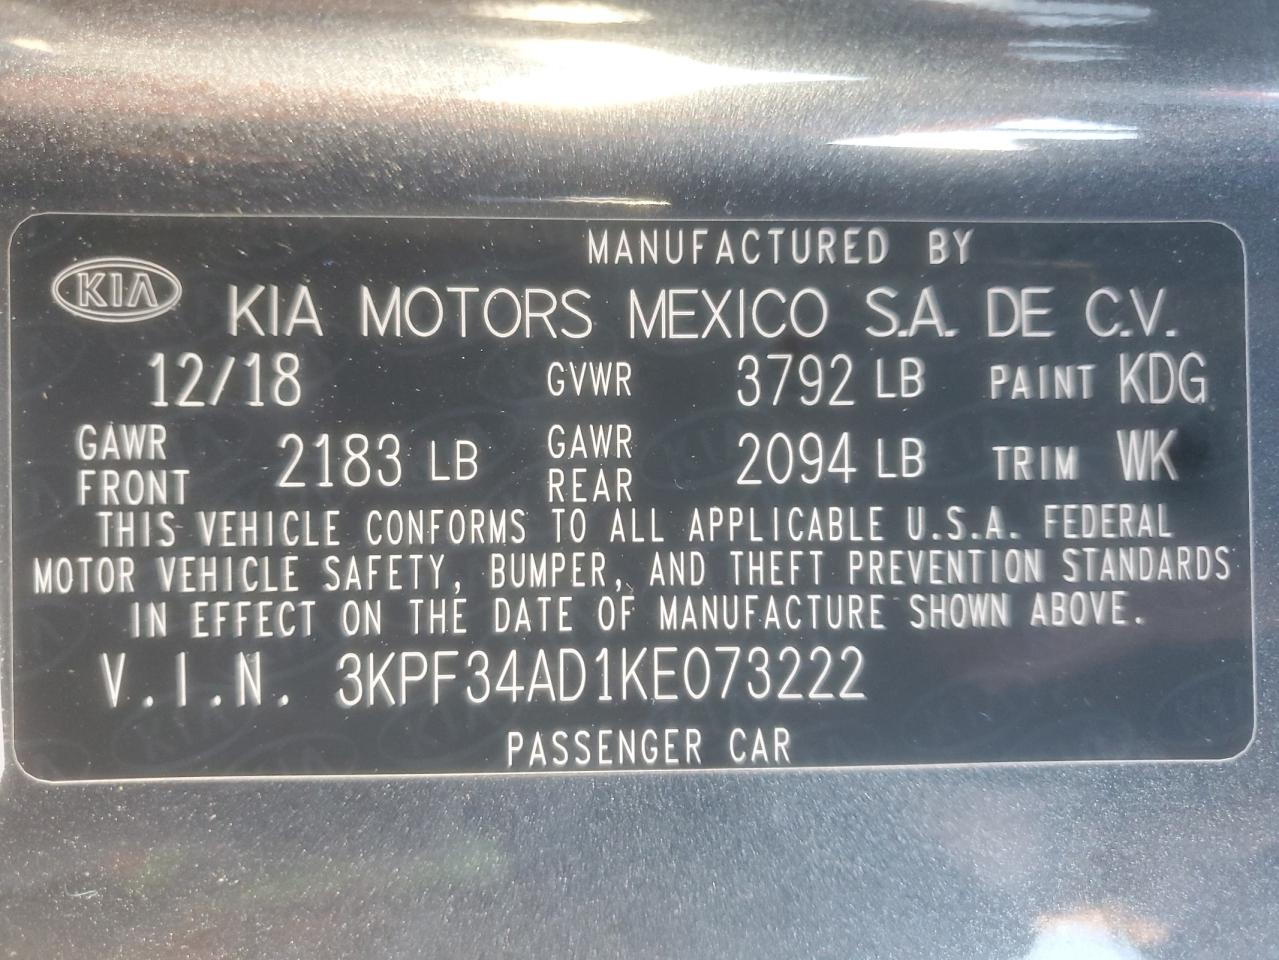 MANUFACTURED BY
KIA KIA MOTORS MEXICO S.A. DE C.V.
12/18 GVWR 3792 LB PAINT KDG
GAWR FRONT 2183 LB GAWR REAR 2094 LB TRIM WK
THIS VEHICLE CONFORMS TO ALL APPLICABLE U.S.A. FEDERAL
MOTOR VEHICLE SAFETY, BUMPER, AND THEFT PREVENTION STANDARDS
IN EFFECT ON THE DATE OF MANUFACTURE SHOWN ABOVE.
V.I.N. 3KPF34AD1KE073222
PASSENGER CAR